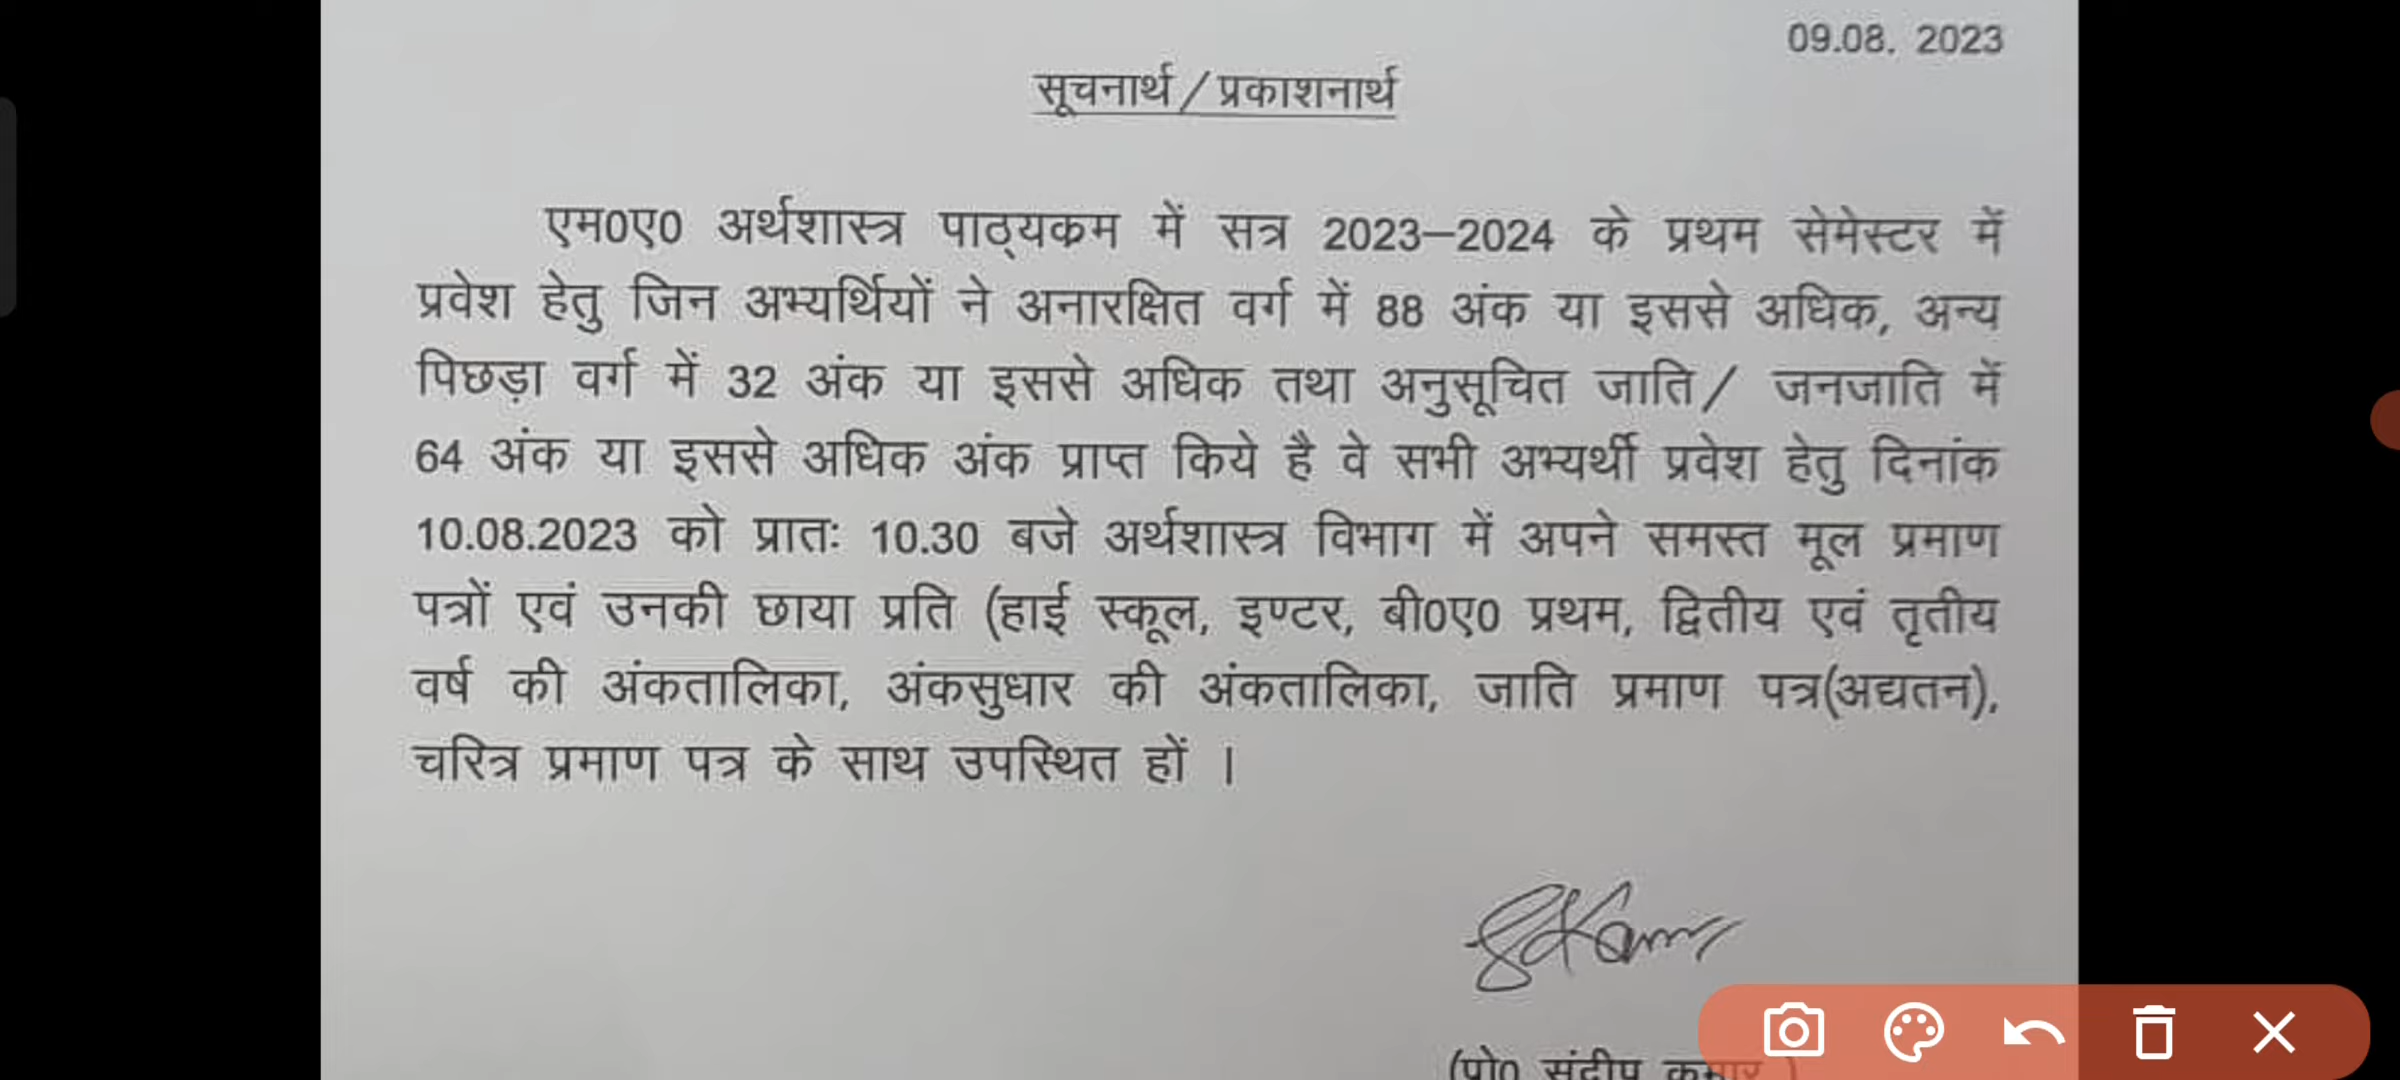 09.08. 2023
सूचनार्थ / प्रकाशनार्थ
एम0ए0 अर्थशास्त्र पाठ्यकम में सत्र 2023–2024 के प्रथम सेमेस्टर में
प्रवेश हेतु जिन अभ्यर्थियों ने अनारक्षित वर्ग में 88 अंक या इससे अधिक, अन्य
पिछड़ा वर्ग में 32 अंक या इससे अधिक तथा अनुसूचित जाति/ जनजाति में
64 अंक या इससे अधिक अंक प्राप्त किये है वे सभी अभ्यर्थी प्रवेश हेतु दिनांक
10.08.2023 को प्रातः 10.30 बजे अर्थशास्त्र विभाग में अपने समस्त मूल प्रमाण
पत्रों एवं उनकी छाया प्रति (हाई स्कूल, इण्टर, बी0ए0 प्रथम, द्वितीय एवं तृतीय
वर्ष की अंकतालिका, अंकसुधार की अंकतालिका, जाति प्रमाण पत्र(अद्यतन),
चरित्र प्रमाण पत्र के साथ उपस्थित हों ।
(प्रो0 संदीप कुमार )